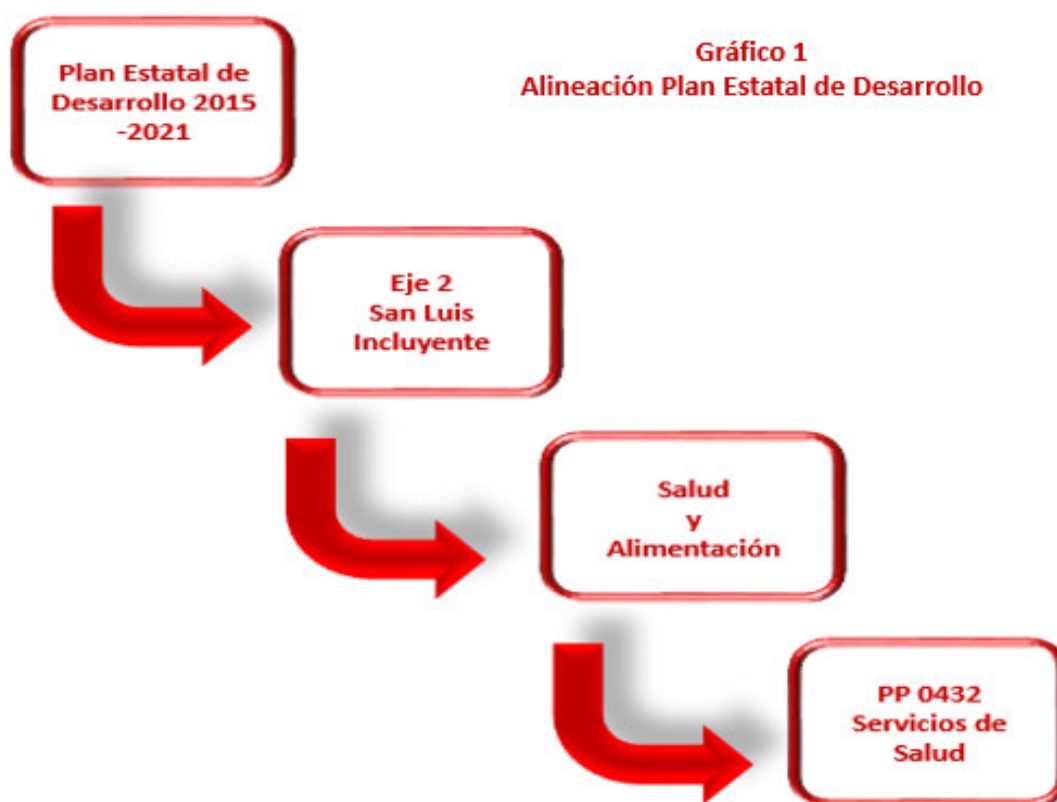 Gráfico 1
Alineación Plan Estatal de Desarrollo
Plan Estatal de
Desarrollo 2015
-2021
Eje 2
San Luis
Incluyente
Salud
y
Alimentación
PP 0432
Servicios de
Salud